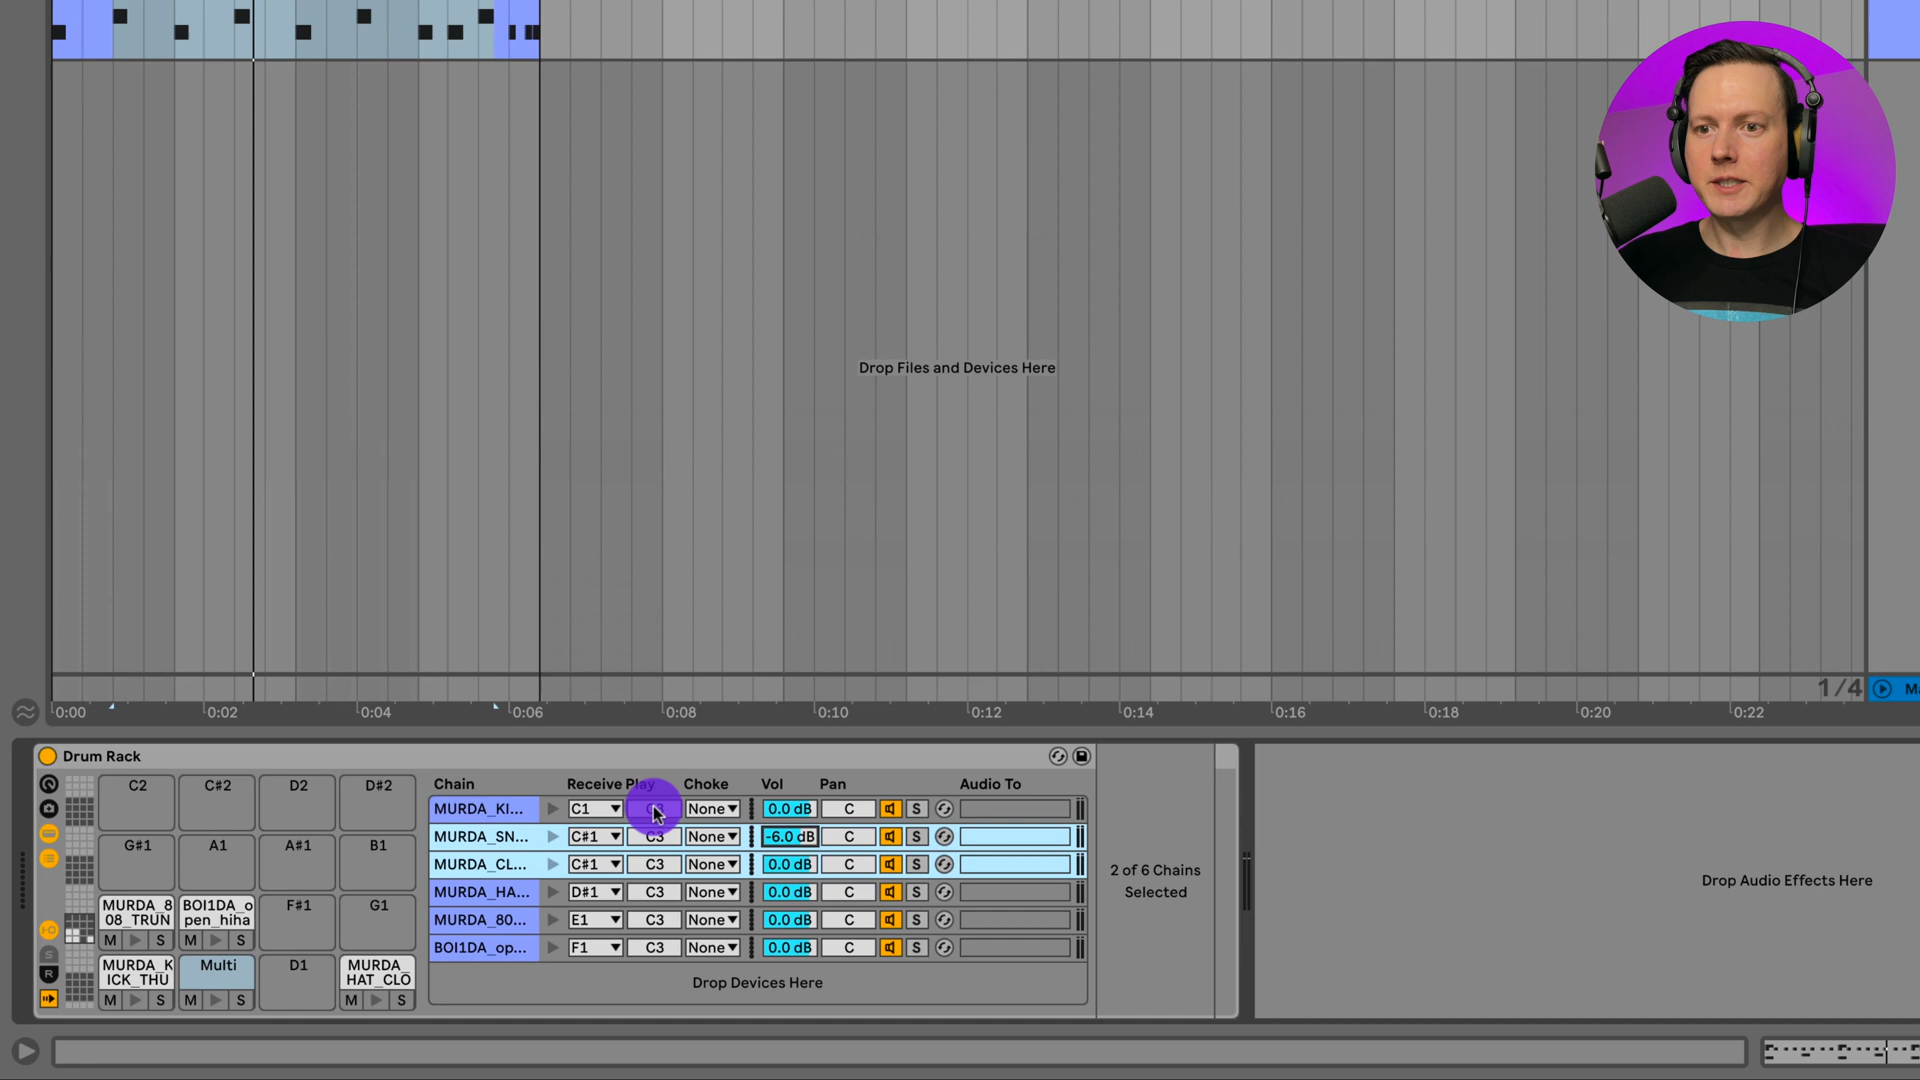 Drop Files and Devices Here
1/4
0:00 0:02 0:04 0:06 0:08 0:10 0:12 0:14 0:16 0:18 0:20 0:22
Drum Rack
C2 C#2 D2 D#2
G#1 A1 A#1 B1
MURDA_8
08_TRUN
BOI1DA_o
pen_hiha
F#1 G1
M S M S
MURDA_K
ICK_THU
Multi
D1
MURDA_
HAT_CLO
M S M S M S
Chain Receive Play Choke Vol Pan Audio To
MURDA_KI... C1 C3 None 0.0 dB C S
MURDA_SN... C#1 C3 None -6.0 dB C S
MURDA_CL... C#1 C3 None 0.0 dB C S
MURDA_HA... D#1 C3 None 0.0 dB C S
MURDA_80... E1 C3 None 0.0 dB C S
BOI1DA_op... F1 C3 None 0.0 dB C S
Drop Devices Here
2 of 6 Chains
Selected
Drop Audio Effects Here